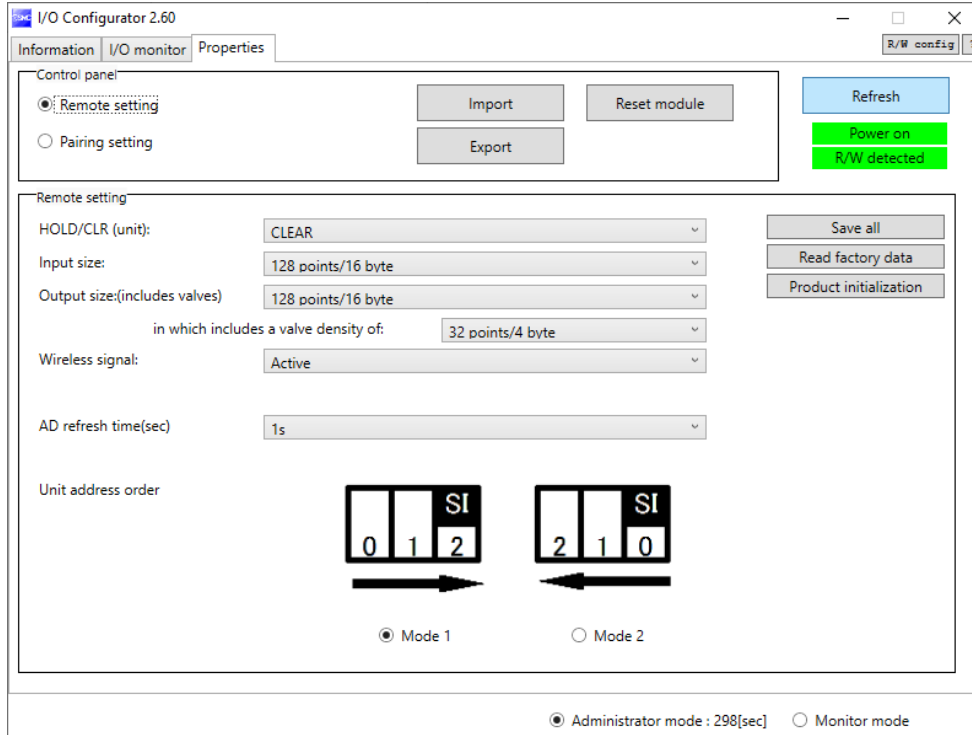 I/O Configurator 2.60
Information I/O monitor Properties
R/W config
Control panel
Remote setting
Pairing setting
Import
Export
Reset module
Refresh
Power on
R/W detected
Remote setting
HOLD/CLR (unit): CLEAR
Input size: 128 points/16 byte
Output size:(includes valves) 128 points/16 byte
in which includes a valve density of: 32 points/4 byte
Wireless signal: Active
AD refresh time(sec) 1s
Save all
Read factory data
Product initialization
Unit address order
SI
0 1 2
SI
2 1 0
Mode 1 Mode 2
Administrator mode : 298[sec] Monitor mode